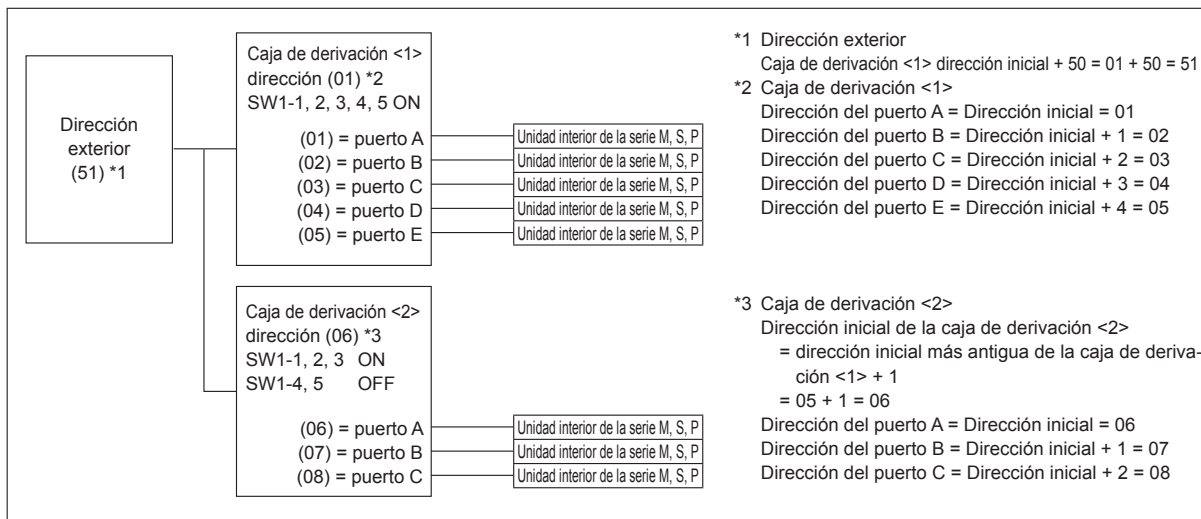 Dirección
exterior
(51) *1
Caja de derivación <1>
dirección (01) *2
SW1-1, 2, 3, 4, 5 ON
(01) = puerto A
(02) = puerto B
(03) = puerto C
(04) = puerto D
(05) = puerto E
Unidad interior de la serie M, S, P
Unidad interior de la serie M, S, P
Unidad interior de la serie M, S, P
Unidad interior de la serie M, S, P
Unidad interior de la serie M, S, P
Caja de derivación <2>
dirección (06) *3
SW1-1, 2, 3 ON
SW1-4, 5 OFF
(06) = puerto A
(07) = puerto B
(08) = puerto C
Unidad interior de la serie M, S, P
Unidad interior de la serie M, S, P
Unidad interior de la serie M, S, P
*1 Dirección exterior
Caja de derivación <1> dirección inicial + 50 = 01 + 50 = 51
*2 Caja de derivación <1>
Dirección del puerto A = Dirección inicial = 01
Dirección del puerto B = Dirección inicial + 1 = 02
Dirección del puerto C = Dirección inicial + 2 = 03
Dirección del puerto D = Dirección inicial + 3 = 04
Dirección del puerto E = Dirección inicial + 4 = 05
*3 Caja de derivación <2>
Dirección inicial de la caja de derivación <2>
= dirección inicial más antigua de la caja de deriva-
ción <1> + 1
= 05 + 1 = 06
Dirección del puerto A = Dirección inicial = 06
Dirección del puerto B = Dirección inicial + 1 = 07
Dirección del puerto C = Dirección inicial + 2 = 08